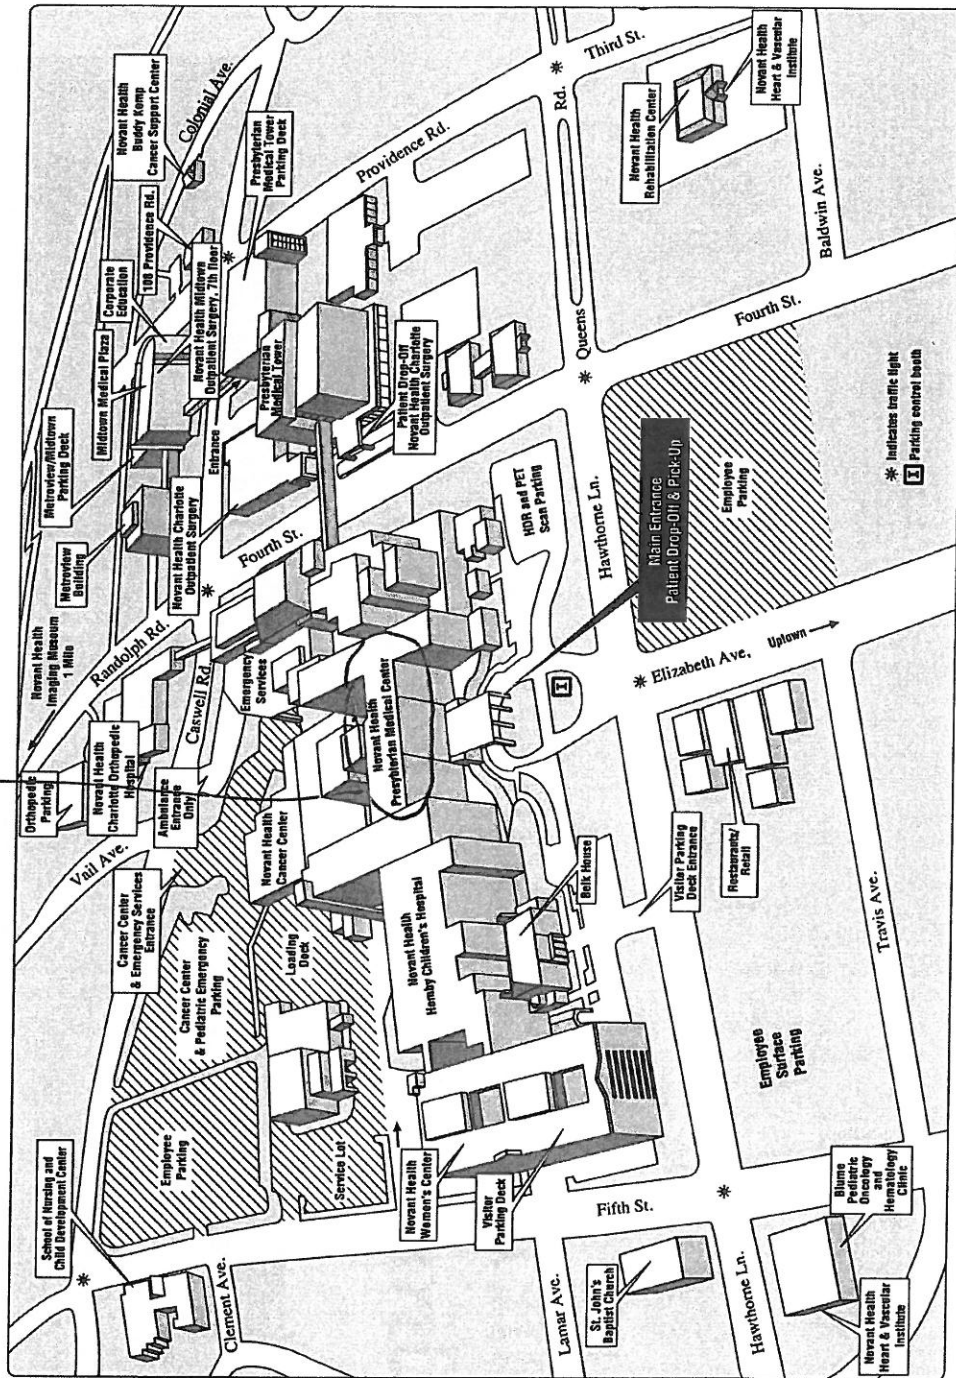 Novant Health
Imaging Museum
1 Mile
Orthopedic
Parking
Novant Health
Charlotte Orthopedic
Hospital
Ambulance
Entrance
Only
Vail Ave.
Randolph Rd.
Caswell Rd.
Metroview
Building
Metroview/Midtown
Parking Deck
Midtown Medical Plaza
Corporate
Education
108 Providence Rd.
Novant Health
Buddy Kemp
Cancer Support Center
Colonial Ave.
Novant Health Midtown
Outpatient Surgery, 7th floor
Presbyterian
Medical Tower
Parking Deck
Providence Rd.
Third St.
Novant Health Charlotte
Outpatient Surgery
Entrance
Presbyterian
Medical Tower
Patient Drop-Off
Novant Health Charlotte
Outpatient Surgery
Fourth St.
Queens
Rd.
Novant Health
Rehabilitation Center
Novant Health
Heart & Vascular
Institute
Baldwin Ave.
Fourth St.
School of Nursing and
Child Development Center
Clement Ave.
Employee
Parking
Cancer Center
& Emergency Services
Entrance
Cancer Center
& Pediatric Emergency
Parking
Loading
Dock
Service Lot
Novant Health
Cancer Center
Emergency
Services
Novant Health
Presbyterian Medical Center
HDR and PET
Scan Parking
Hawthorne Ln.
Main Entrance
Patient Drop-Off & Pick-Up
Employee
Parking
Novant Health
Women's Center
Visitor
Parking Deck
Novant Health
Hemby Children's Hospital
Belk House
Visitor Parking
Deck Entrance
Elizabeth Ave.
Uptown
Restaurants/
Retail
Travis Ave.
Employee
Surface
Parking
Fifth St.
Lamar Ave.
St. John's
Baptist Church
Hawthorne Ln.
Blume
Pediatric
Oncology
and
Hematology
Clinic
Novant Health
Heart & Vascular
Institute
Indicates traffic light
I Parking control booth
I